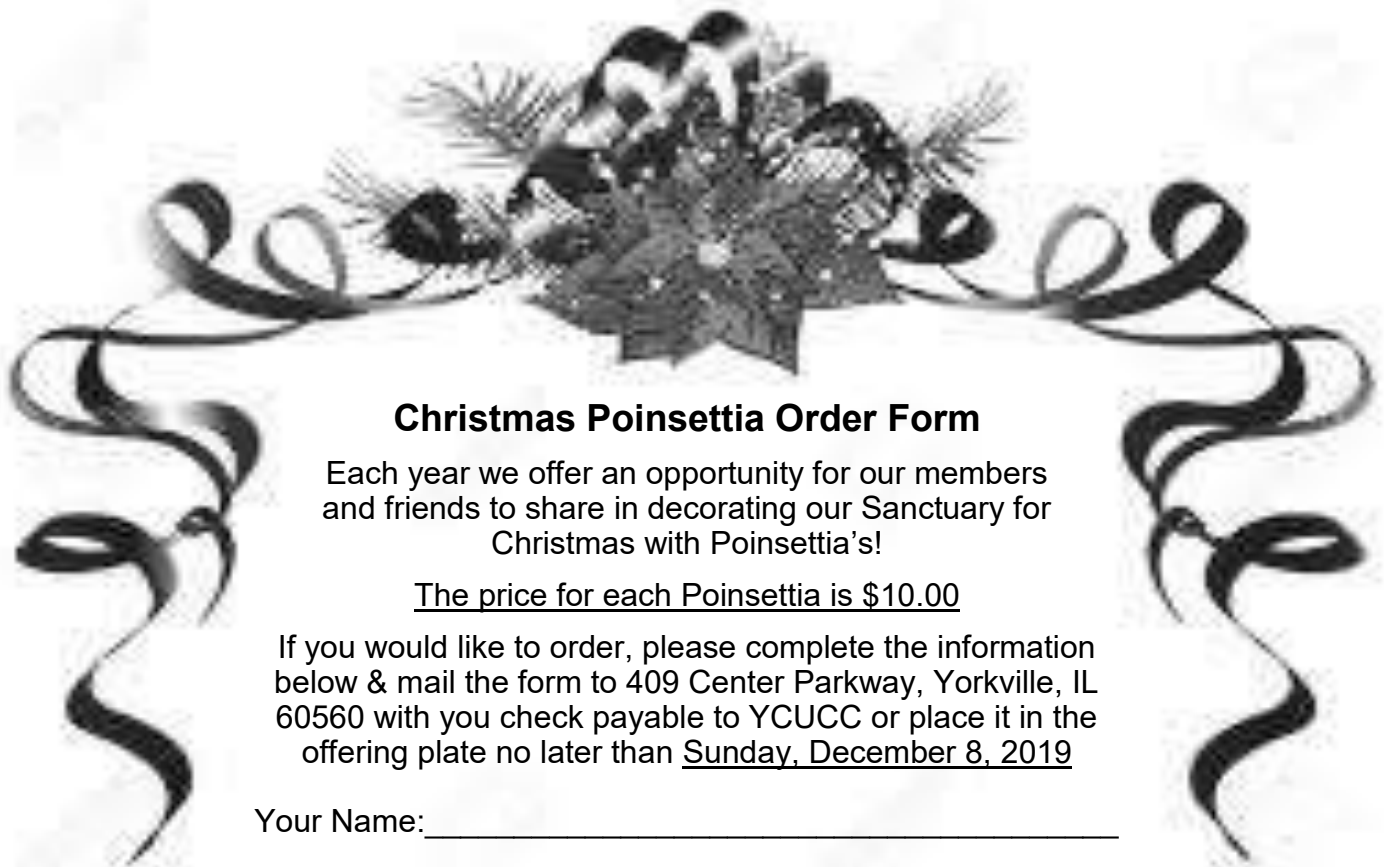 Christmas Poinsettia Order Form
Each year we offer an opportunity for our members
and friends to share in decorating our Sanctuary for
Christmas with Poinsettia’s!
The price for each Poinsettia is $10.00
If you would like to order, please complete the information
below & mail the form to 409 Center Parkway, Yorkville, IL
60560 with you check payable to YCUCC or place it in the
offering plate no later than Sunday, December 8, 2019
Your Name:_______________________________________